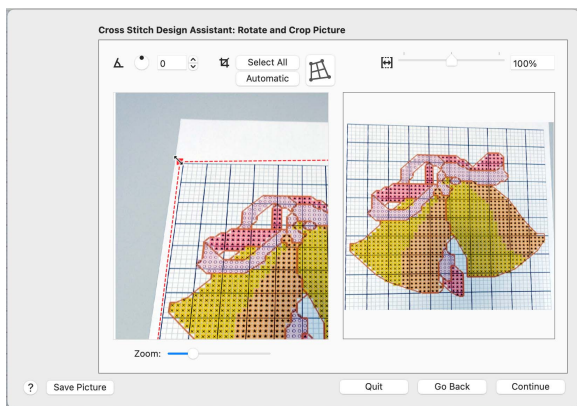 Cross Stitch Design Assistant: Rotate and Crop Picture
0
Select All
Automatic
100%
Zoom:
?
Save Picture
Quit
Go Back
Continue